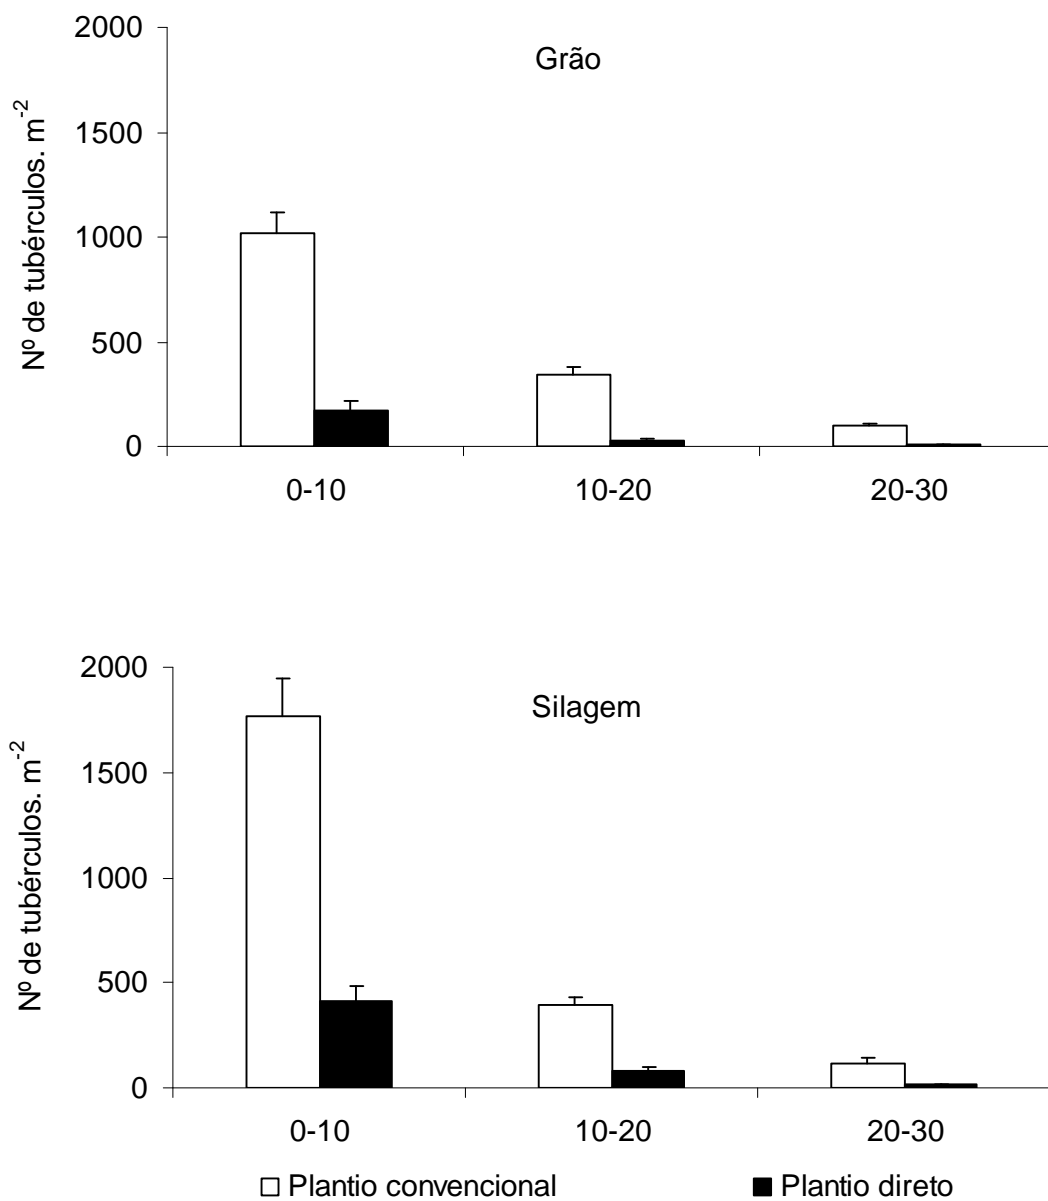 Grão
Nº de tubérculos. m-2
2000
1500
1000
500
0
0-10 10-20 20-30
Silagem
Nº de tubérculos. m-2
2000
1500
1000
500
0
0-10 10-20 20-30
Plantio convencional Plantio direto